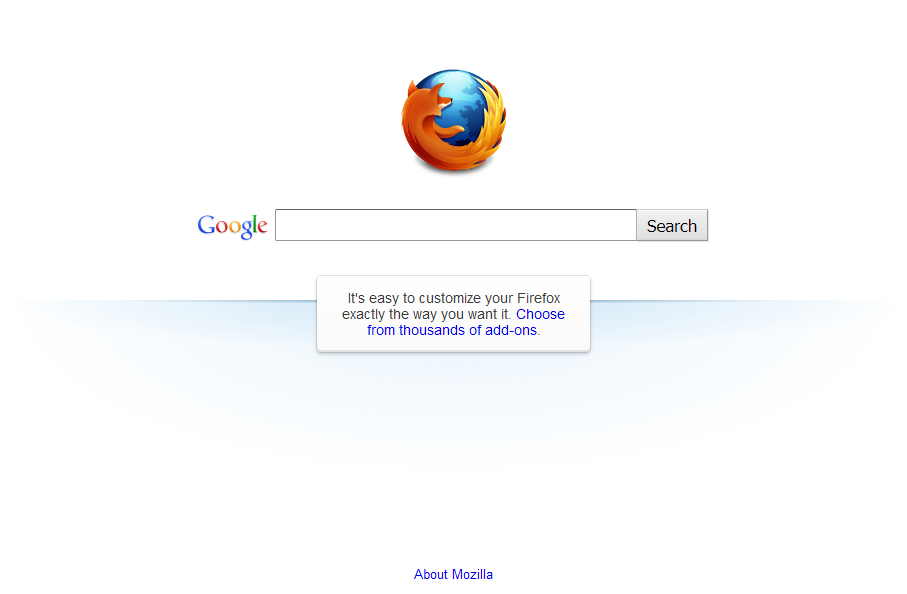 Google
Search
It's easy to customize your Firefox
exactly the way you want it. Choose
from thousands of add-ons.
About Mozilla